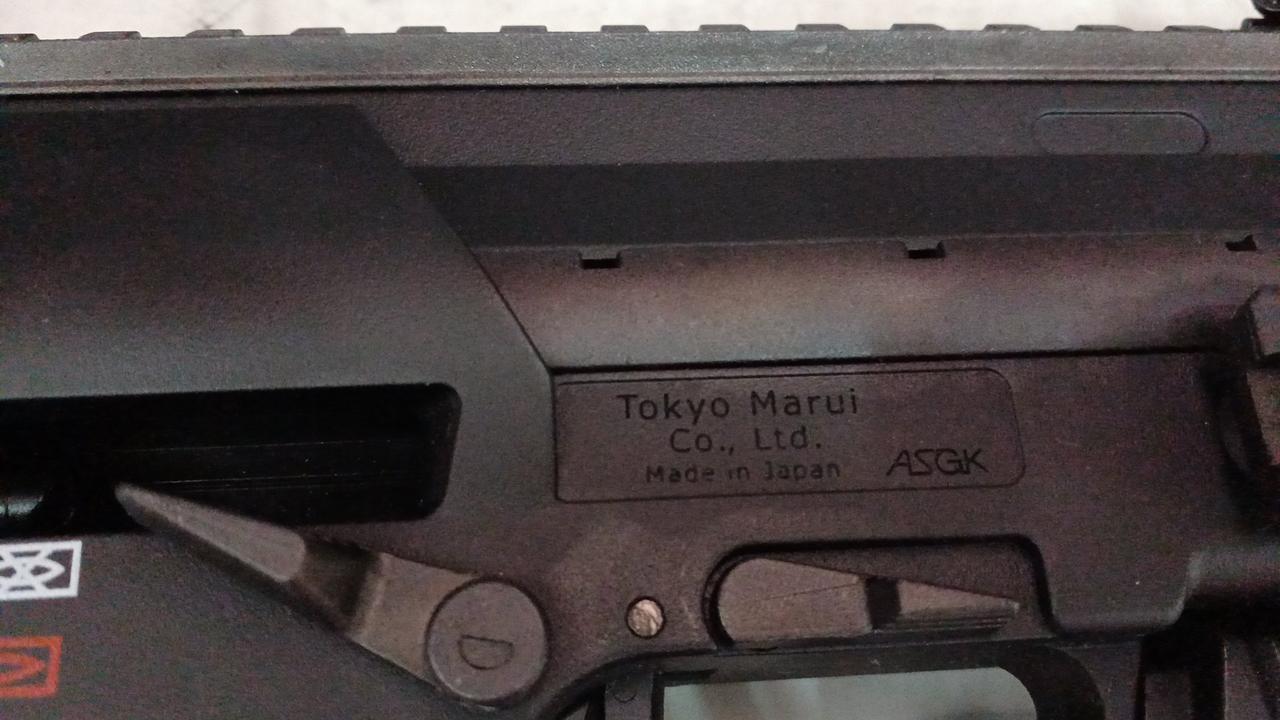 Tokyo Marui
Co., Ltd.
Made in Japan
ASGK